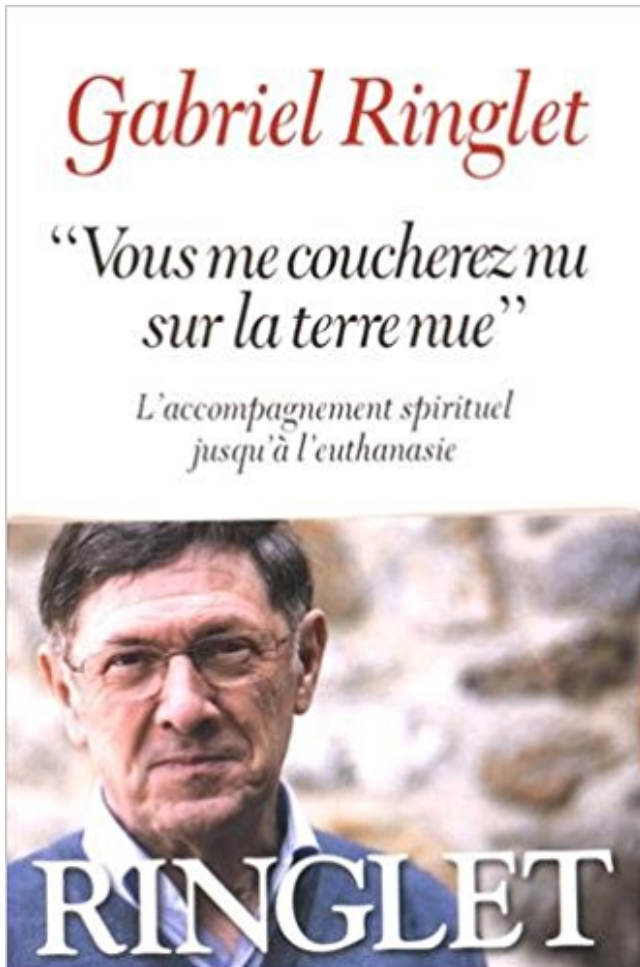 Gabriel Ringlet
“Vous me coucherez nu
sur la terre nue”
L’accompagnement spirituel
jusqu’à l’euthanasie
RINGLET